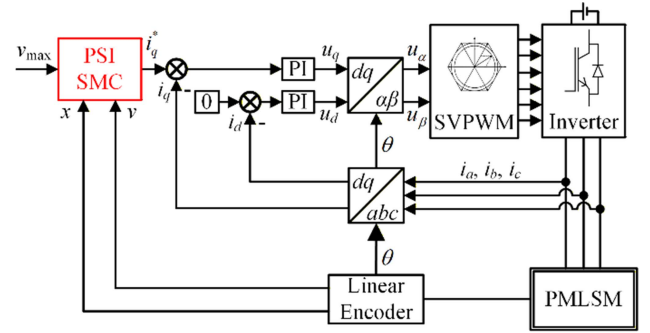 v_max
PSI
SMC
i_q^*
i_q
-
x
v
0
i_d
-
PI
PI
u_q
u_d
dq
αβ
u_α
u_β
SVPWM
Inverter
θ
dq
abc
i_a, i_b, i_c
θ
Linear
Encoder
PMLSM